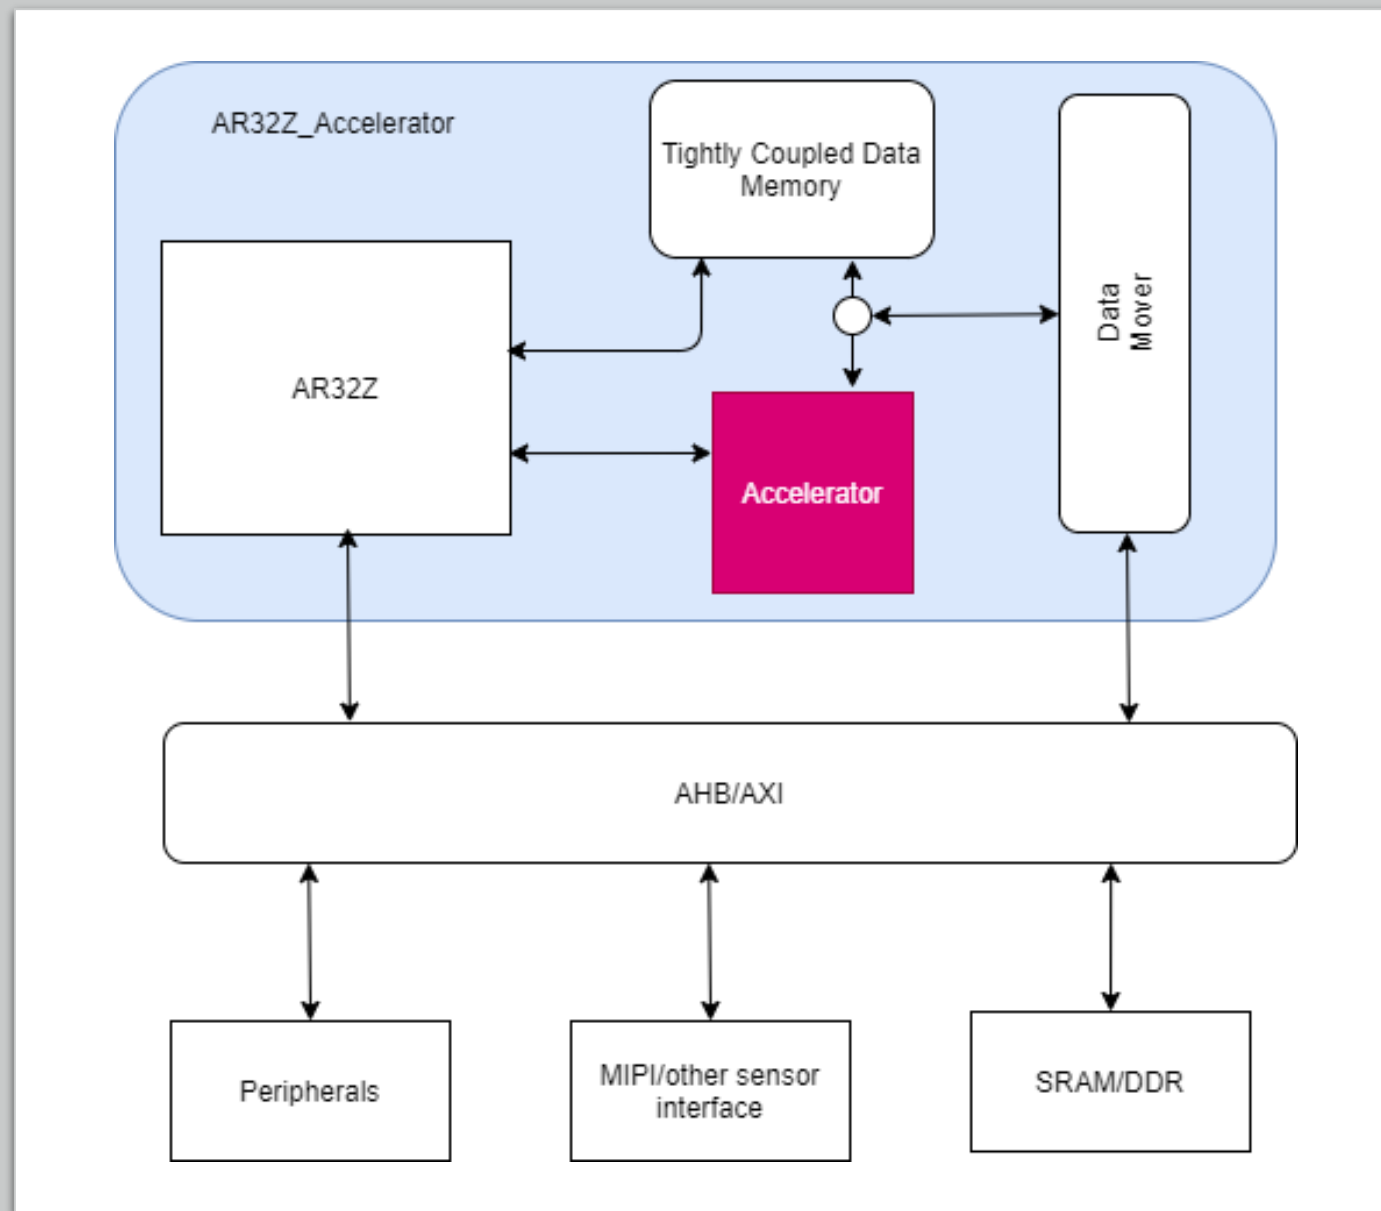 AR32Z_Accelerator
Tightly Coupled Data
Memory
Data
Mover
AR32Z
Accelerator
AHB/AXI
Peripherals
MIPI/other sensor
interface
SRAM/DDR